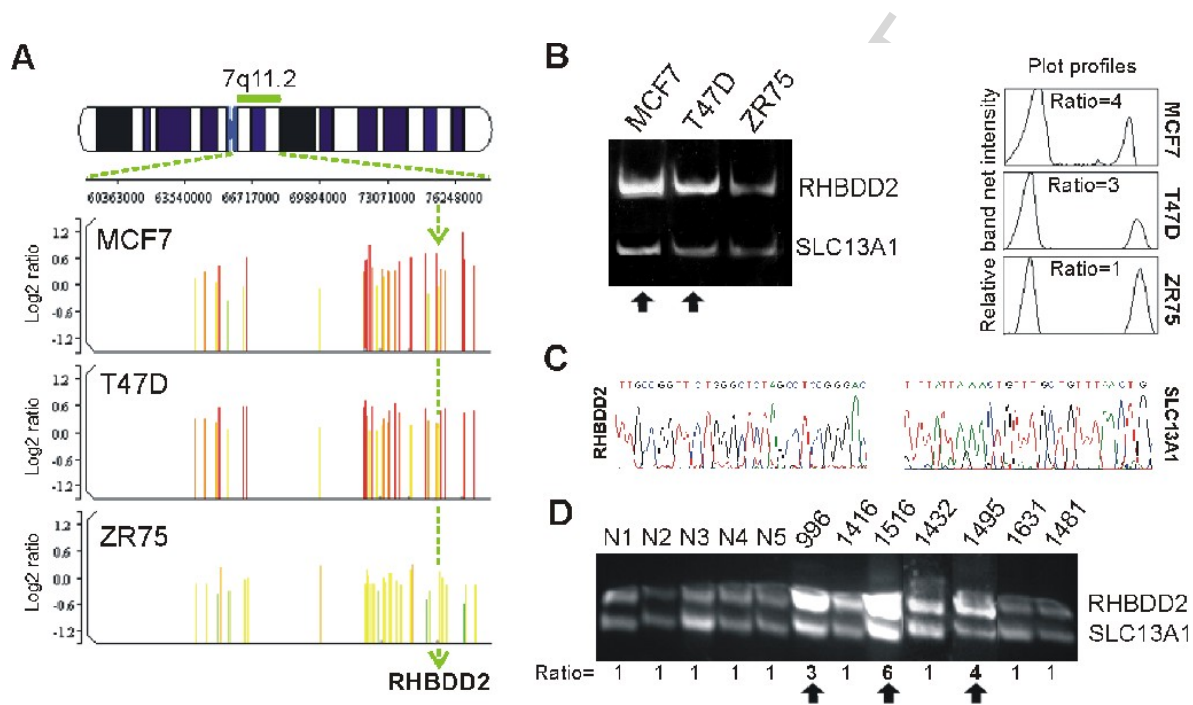 A
7q11.2
60363000 63540000 66717000 69894000 73071000 76248000
MCF7
Log2 ratio
1.2
0.6
0.0
-0.6
-1.2
T47D
Log2 ratio
1.2
0.6
0.0
-0.6
-1.2
ZR75
Log2 ratio
1.2
0.6
0.0
-0.6
-1.2
RHBDD2
B
MCF7 T47D ZR75
RHBDD2
SLC13A1
Plot profiles
Relative band net intensity
Ratio=4
MCF7
Ratio=3
T47D
Ratio=1
ZR75
C
RHBDD2
TTGCCGGTTCTGGGCTCTAGCCTCCGGGAC
SLC13A1
D
N1 N2 N3 N4 N5 996 1416 1516 1432 1495 1631 1481
RHBDD2
SLC13A1
Ratio= 1 1 1 1 1 3 1 6 1 4 1 1